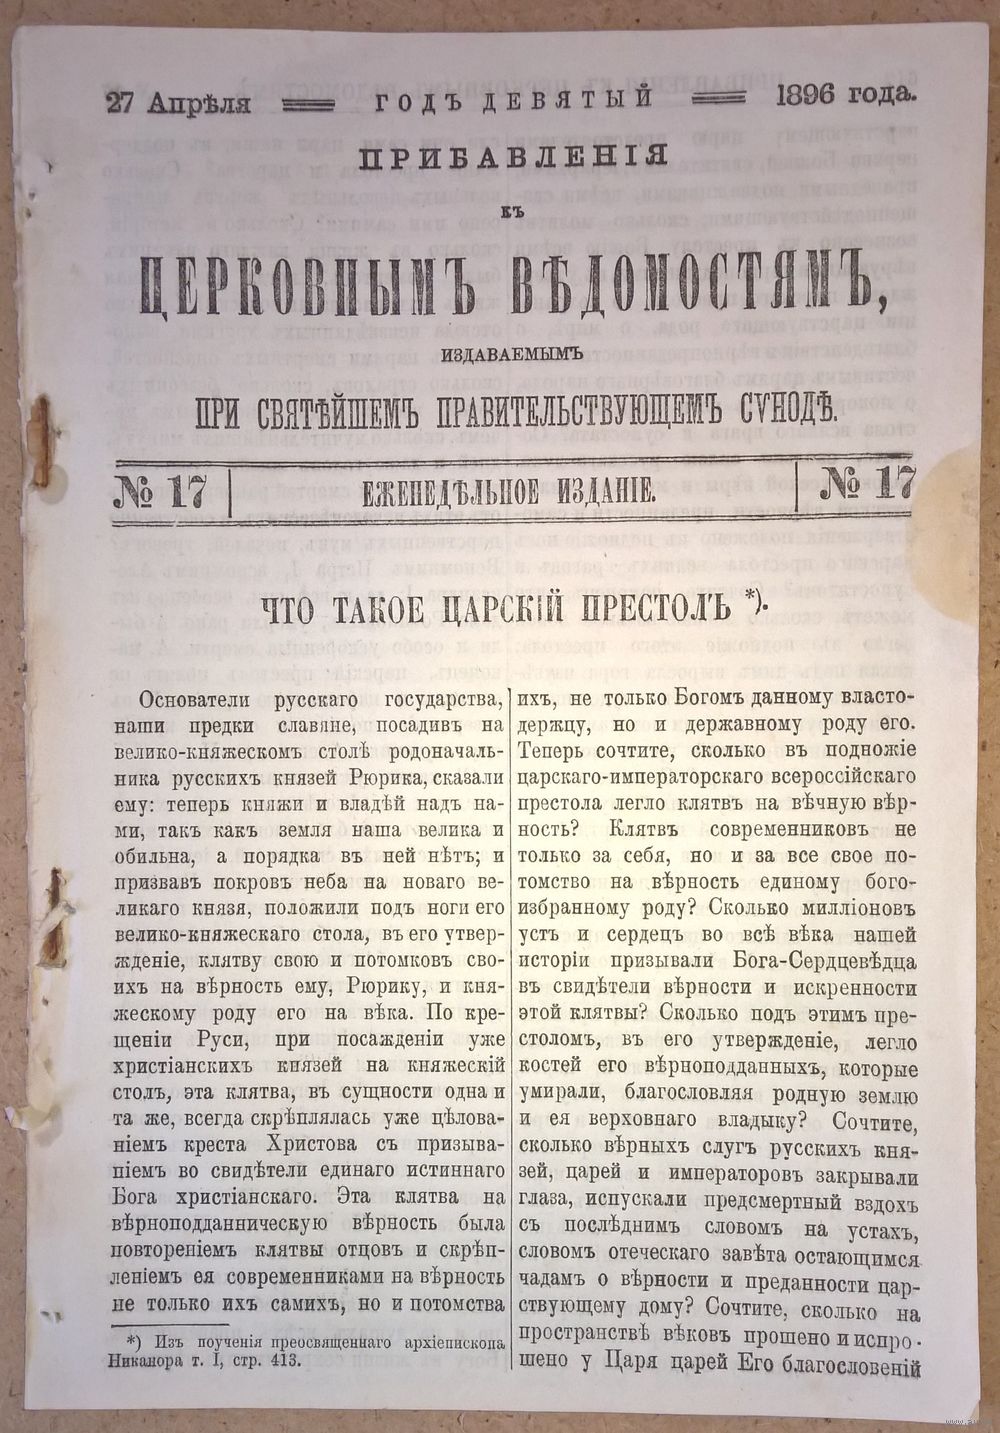 27 Апрѣля ГОДЪ ДЕВЯТЫЙ 1896 года.
ПРИБАВЛЕНІЯ
КЪ
ЦЕРКОВНЫМЪ ВѢДОМОСТЯМЪ,
ИЗДАВАЕМЫМЪ
ПРИ СВЯТѢЙШЕМЪ ПРАВИТЕЛЬСТВУЮЩЕМЪ СѴНОДѢ.
№ 17 ЕЖЕНЕДѢЛЬНОЕ ИЗДАНІЕ. № 17
ЧТО ТАКОЕ ЦАРСКІЙ ПРЕСТОЛЪ *).
Основатели русскаго государства,
наши предки славяне, посадивъ на
велико-княжескомъ столѣ родоначаль-
ника русскихъ князей Рюрика, сказали
ему: теперь княжи и владѣй надъ на-
ми, такъ какъ земля наша велика и
обильна, а порядка въ ней нѣтъ; и
призвавъ покровъ неба на новаго ве-
ликаго князя, положили подъ ноги его
велико-княжескаго стола, въ его утвер-
жденіе, клятву свою и потомковъ сво-
ихъ на вѣрность ему, Рюрику, и кня-
жескому роду его на вѣка. По кре-
щеніи Руси, при посажденіи уже
христіанскихъ князей на княжескій
столъ, эта клятва, въ сущности одна и
та же, всегда скрѣплялась уже цѣлова-
ніемъ креста Христова съ призыва-
ніемъ во свидѣтели единаго истиннаго
Бога христіанскаго. Эта клятва на
вѣрноподданническую вѣрность была
повтореніемъ клятвы отцовъ и скрѣп-
леніемъ ея современниками на вѣрность
не только ихъ самихъ, но и потомства
*) Изъ поученія преосвященнаго архіепископа
Никанора т. I, стр. 413.
ихъ, не только Богомъ данному власто-
держцу, но и державному роду его.
Теперь сочтите, сколько въ подножіе
царскаго-императорскаго всероссійскаго
престола легло клятвъ на вѣчную вѣр-
ность? Клятвъ современниковъ не
только за себя, но и за все свое по-
томство на вѣрность единому бого-
избранному роду? Сколько милліоновъ
устъ и сердецъ во всѣ вѣка нашей
исторіи призывали Бога-Сердцевѣдца
въ свидѣтели вѣрности и искренности
этой клятвы? Сколько подъ этимъ пре-
столомъ, въ его утвержденіе, легло
костей его вѣрноподданныхъ, которые
умирали, благословляя родную землю
и ея верховнаго владыку? Сочтите,
сколько вѣрныхъ слугъ русскихъ кня-
зей, царей и императоровъ закрывали
глаза, испускали предсмертный вздохъ
съ послѣднимъ словомъ на устахъ,
словомъ отеческаго завѣта остающимся
чадамъ о вѣрности и преданности цар-
ствующему дому? Сочтите, сколько на
пространствѣ вѣковъ прошено и испро-
шено у Царя царей Его благословеній